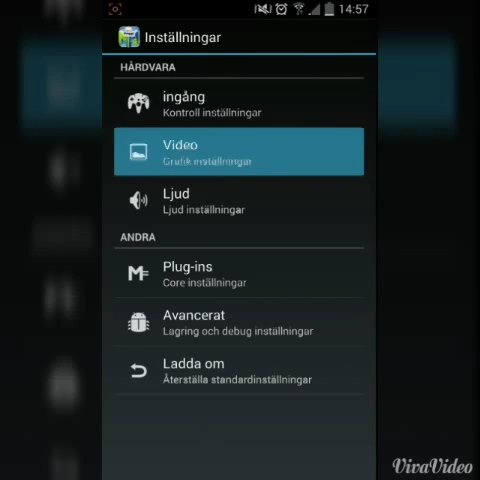 14:57
Inställningar
HÅRDVARA
ingång
Kontroll inställningar
Video
Grafik inställningar
Ljud
Ljud inställningar
ANDRA
Plug-ins
Core inställningar
Avancerat
Lagring och debug inställningar
Ladda om
Återställa standardinställningar
VivaVideo